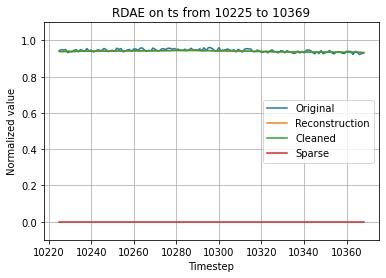 RDAE on ts from 10225 to 10369
1.0
0.8
0.6
0.4
0.2
0.0
Normalized value
Original
Reconstruction
Cleaned
Sparse
10220 10240 10260 10280 10300 10320 10340 10360
Timestep